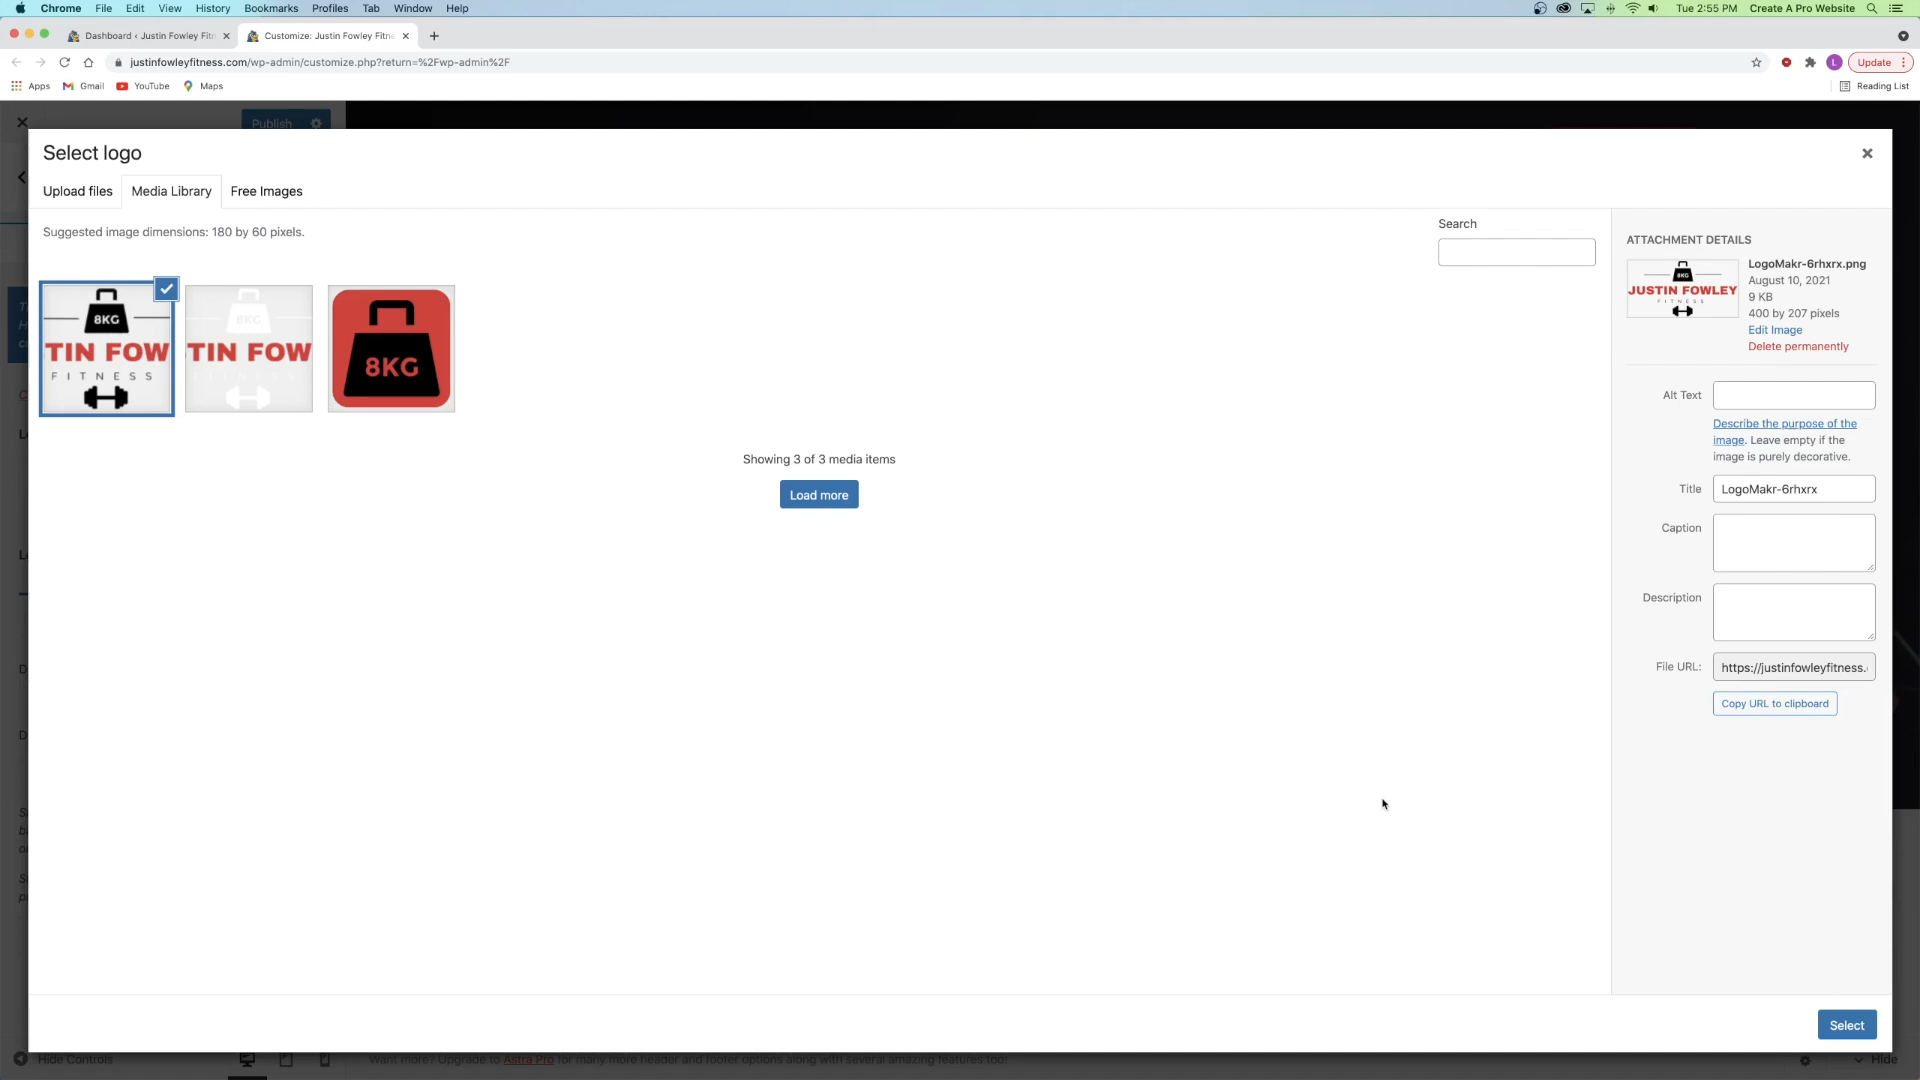 Chrome File Edit View History Bookmarks Profiles Tab Window Help
Tue 2:55 PM Create A Pro Website
Dashboard ‹ Justin Fowley Fitn
Customize: Justin Fowley Fitne
justinfowleyfitness.com/wp-admin/customize.php?return=%2Fwp-admin%2F
L
Update
Apps Gmail YouTube Maps
Reading List
Publish
Select logo
Upload files Media Library Free Images
Suggested image dimensions: 180 by 60 pixels.
Search
8KG
TIN FOW
FITNESS
8KG
TIN FOW
8KG
Showing 3 of 3 media items
Load more
ATTACHMENT DETAILS
8KG
JUSTIN FOWLEY
FITNESS
LogoMakr-6rhxrx.png
August 10, 2021
9 KB
400 by 207 pixels
Edit Image
Delete permanently
Alt Text
Describe the purpose of the
image. Leave empty if the
image is purely decorative.
Title
LogoMakr-6rhxrx
Caption
Description
File URL:
https://justinfowleyfitness.
Copy URL to clipboard
Select
Hide Controls
Want more? Upgrade to Astra Pro for many more header and footer options along with several amazing features too!
Hide